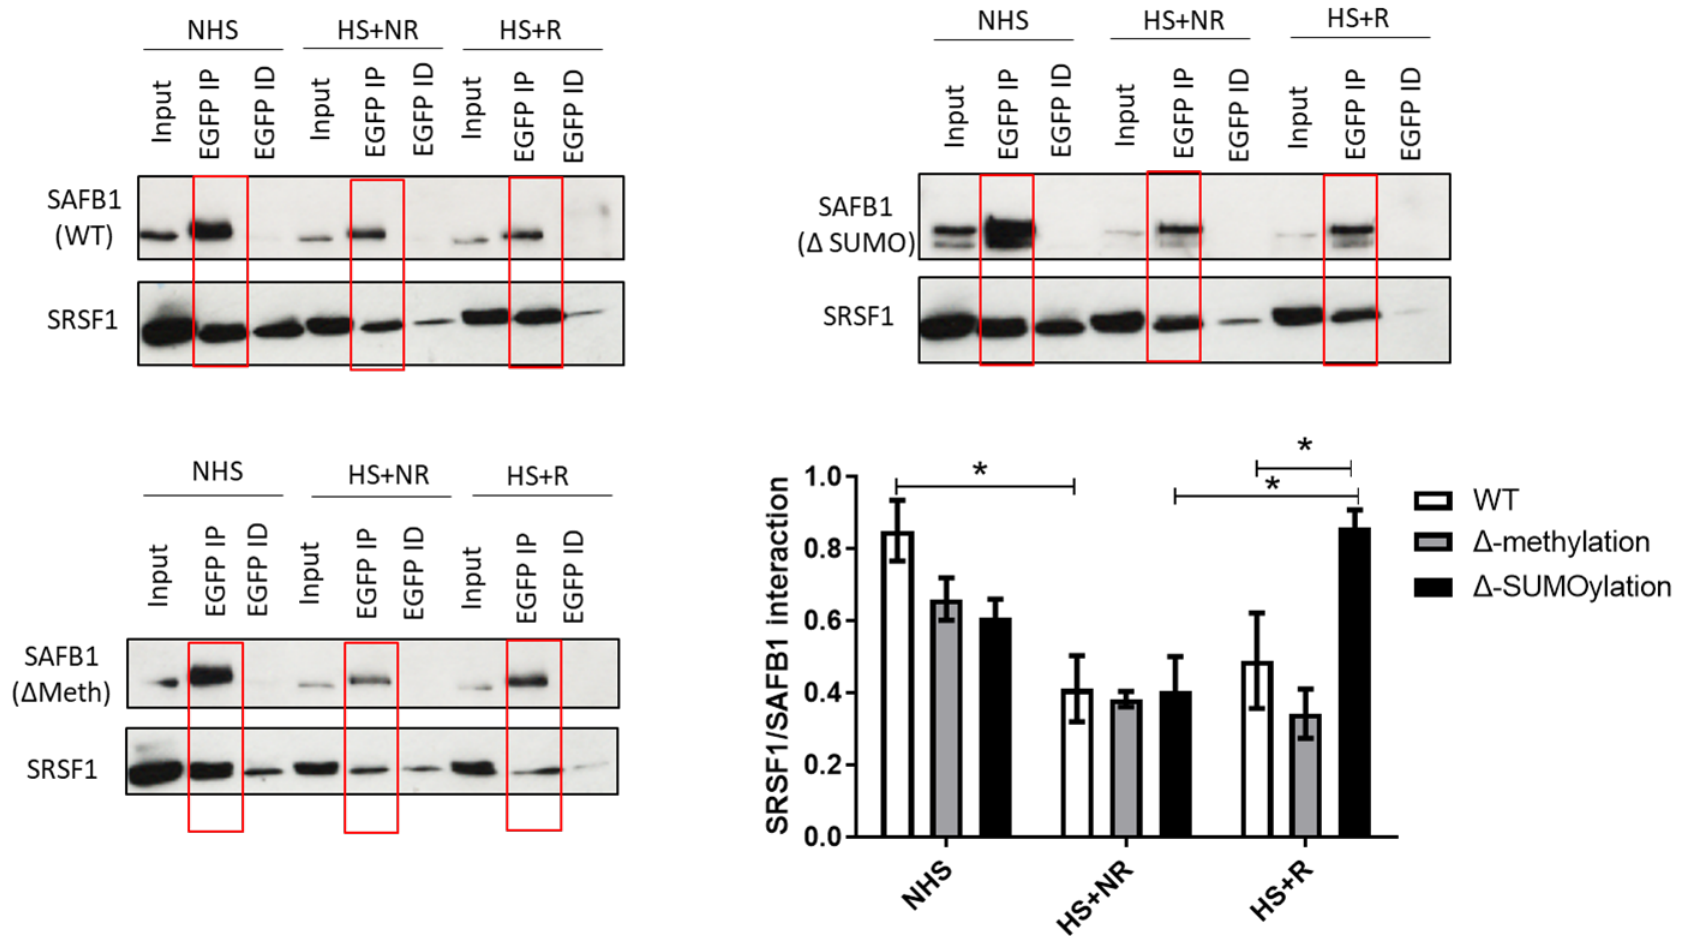 NHS HS+NR HS+R
Input EGFP IP EGFP ID Input EGFP IP EGFP ID Input EGFP IP EGFP ID
SAFB1
(WT)
SRSF1
NHS HS+NR HS+R
Input EGFP IP EGFP ID Input EGFP IP EGFP ID Input EGFP IP EGFP ID
SAFB1
(Δ SUMO)
SRSF1
NHS HS+NR HS+R
Input EGFP IP EGFP ID Input EGFP IP EGFP ID Input EGFP IP EGFP ID
SAFB1
(ΔMeth)
SRSF1
SRSF1/SAFB1 interaction
1.0
0.8
0.6
0.4
0.2
0.0
*
*
*
NHS
HS+NR
HS+R
WT
Δ-methylation
Δ-SUMOylation